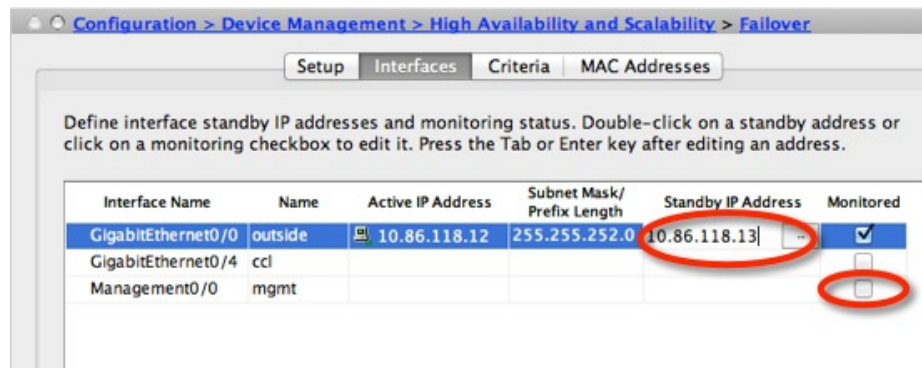 Configuration > Device Management > High Availability and Scalability > Failover
Setup Interfaces Criteria MAC Addresses
Define interface standby IP addresses and monitoring status. Double-click on a standby address or
click on a monitoring checkbox to edit it. Press the Tab or Enter key after editing an address.
Interface Name Name Active IP Address Subnet Mask/ Prefix Length Standby IP Address Monitored
GigabitEthernet0/0 outside 10.86.118.12 255.255.252.0 10.86.118.13 ..
GigabitEthernet0/4 ccl
Management0/0 mgmt